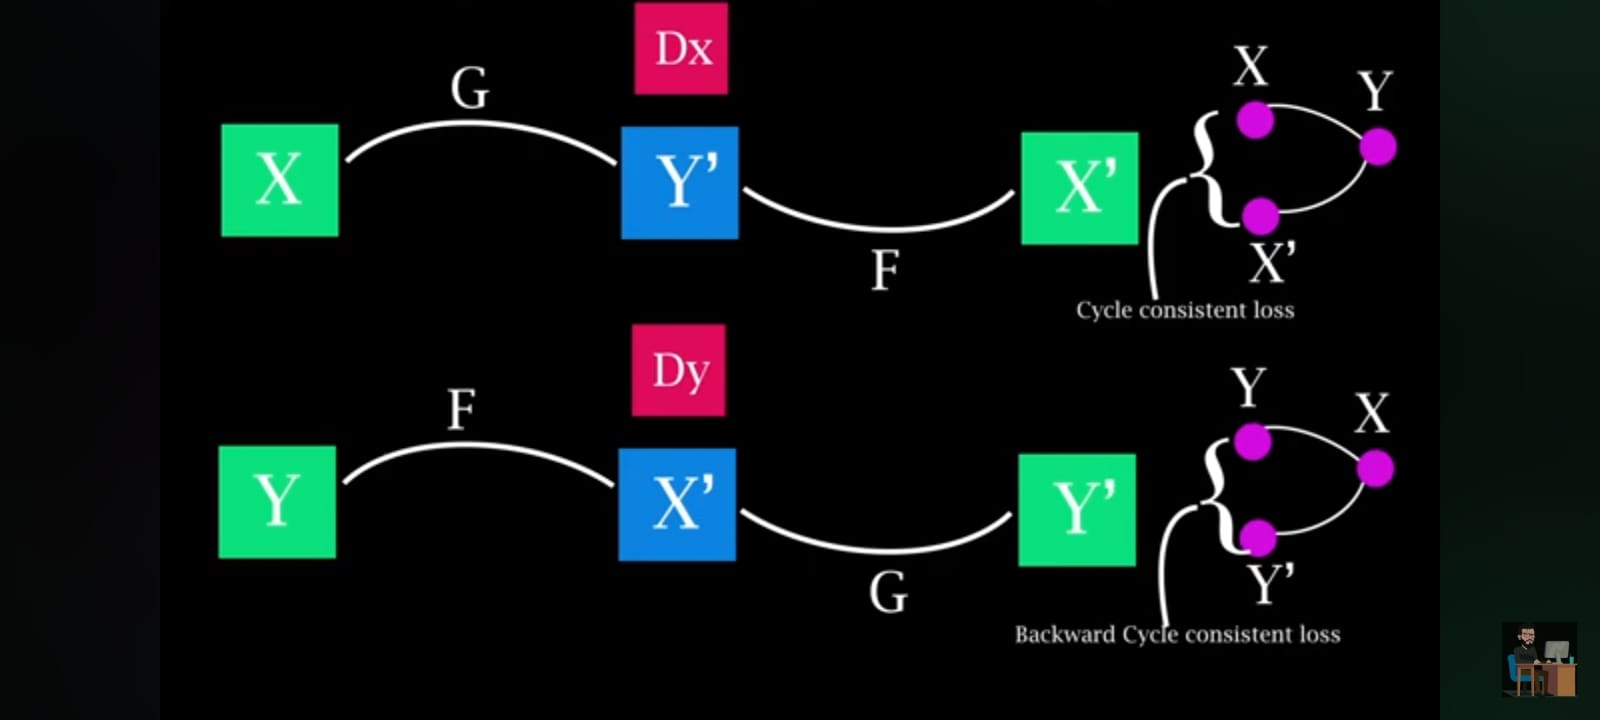 Dx
G
X
Y’
F
X’
X
Y
X’
Cycle consistent loss
Dy
F
Y
X’
G
Y’
Y
X
Y’
Backward Cycle consistent loss